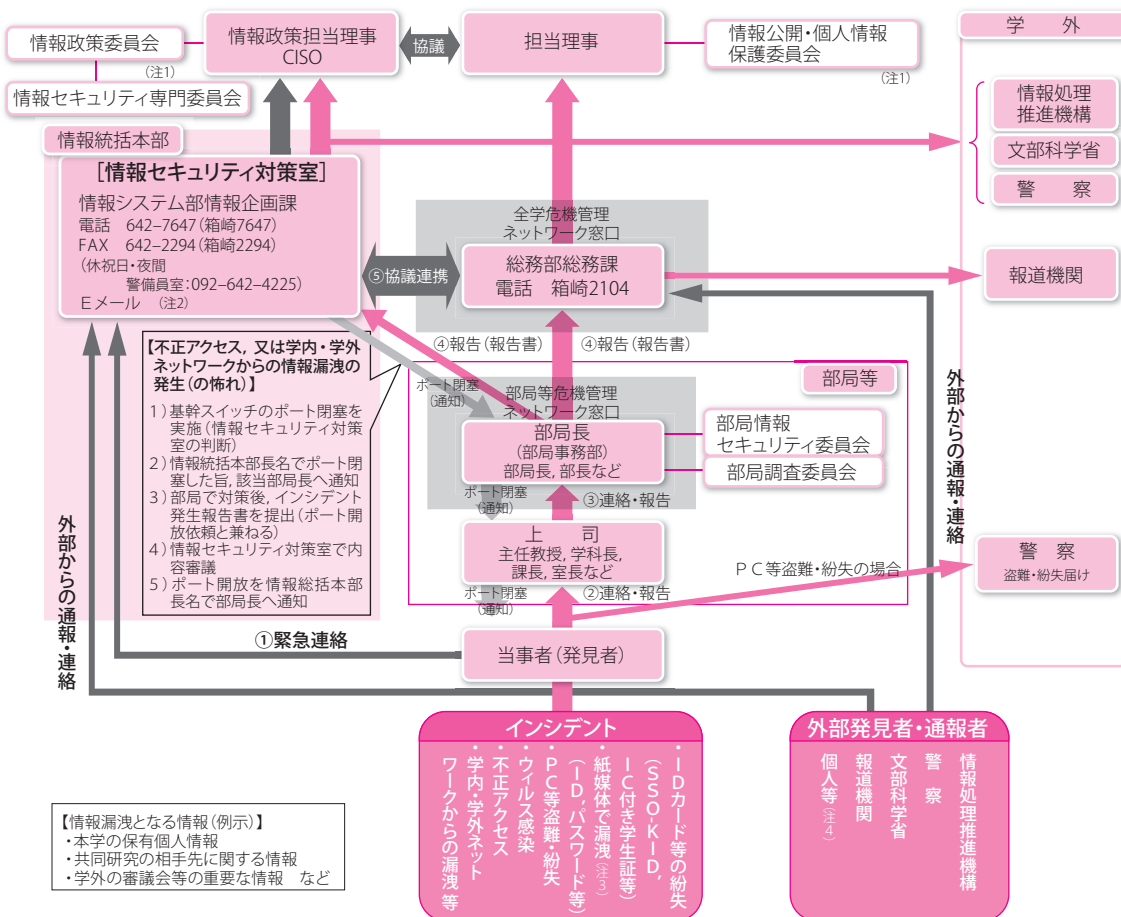 情報政策委員会
(注1)
情報セキュリティ専門委員会
情報政策担当理事
CISO
協議
担当理事
情報公開・個人情報
保護委員会
(注1)
学　外
情報処理
推進機構
文部科学省
警　察
報道機関
警　察
盗難・紛失届け
情報統括本部
［情報セキュリティ対策室］
情報システム部情報企画課
電話　642−7647（箱崎7647）
FAX　642−2294（箱崎2294）
（休祝日・夜間
警備員室：092−642−4225）
Ｅメール　(注2)
⑤協議連携
全学危機管理
ネットワーク窓口
総務部総務課
電話　箱崎2104
④報告（報告書）
④報告（報告書）
【不正アクセス，又は学内・学外
ネットワークからの情報漏洩の
発生（の怖れ）】
１）基幹スイッチのポート閉塞を
実施（情報セキュリティ対策
室の判断）
２）情報統括本部長名でポート閉
塞した旨，該当部局長へ通知
３）部局で対策後，インシデント
発生報告書を提出（ポート開
放依頼と兼ねる）
４）情報セキュリティ対策室で内
容審議
５）ポート開放を情報総括本部
長名で部局長へ通知
ポート閉塞
（通知）
部局等
部局等危機管理
ネットワーク窓口
部局長
（部局事務部）
部局長，部長など
部局情報
セキュリティ委員会
部局調査委員会
ポート閉塞
（通知）
③連絡・報告
上　司
主任教授，学科長，
課長，室長など
ポート閉塞
（通知）
②連絡・報告
ＰＣ等盗難・紛失の場合
①緊急連絡
当事者（発見者）
外部からの通報・連絡
外部からの通報・連絡
インシデント
・ＩＤカード等の紛失
（ＳＳＯ-ＫＩＤ，
ＩＣ付き学生証等）
・紙媒体で漏洩(注３)
（ＩＤ，パスワード等）
・ＰＣ等盗難・紛失
・ウィルス感染
・不正アクセス
・学内・学外ネット
ワークからの漏洩 等
外部発見者・通報者
情報処理推進機構
警　察
文部科学省
報道機関
個人等(注４)
【情報漏洩となる情報（例示）】
・本学の保有個人情報
・共同研究の相手先に関する情報
・学外の審議会等の重要な情報　など